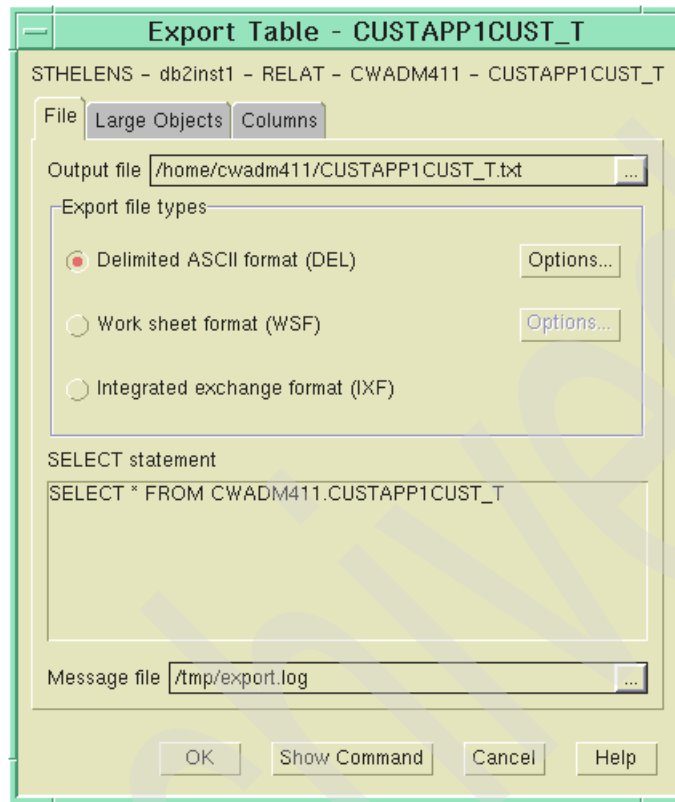 Export Table - CUSTAPP1CUST_T
STHELENS - db2inst1 - RELAT - CWADM411 - CUSTAPP1CUST_T
File Large Objects Columns
Output file /home/cwadm411/CUSTAPP1CUST_T.txt ...
Export file types
Delimited ASCII format (DEL) Options...
Work sheet format (WSF) Options...
Integrated exchange format (IXF)
SELECT statement
SELECT * FROM CWADM411.CUSTAPP1CUST_T
Message file /tmp/export.log ...
OK Show Command Cancel Help